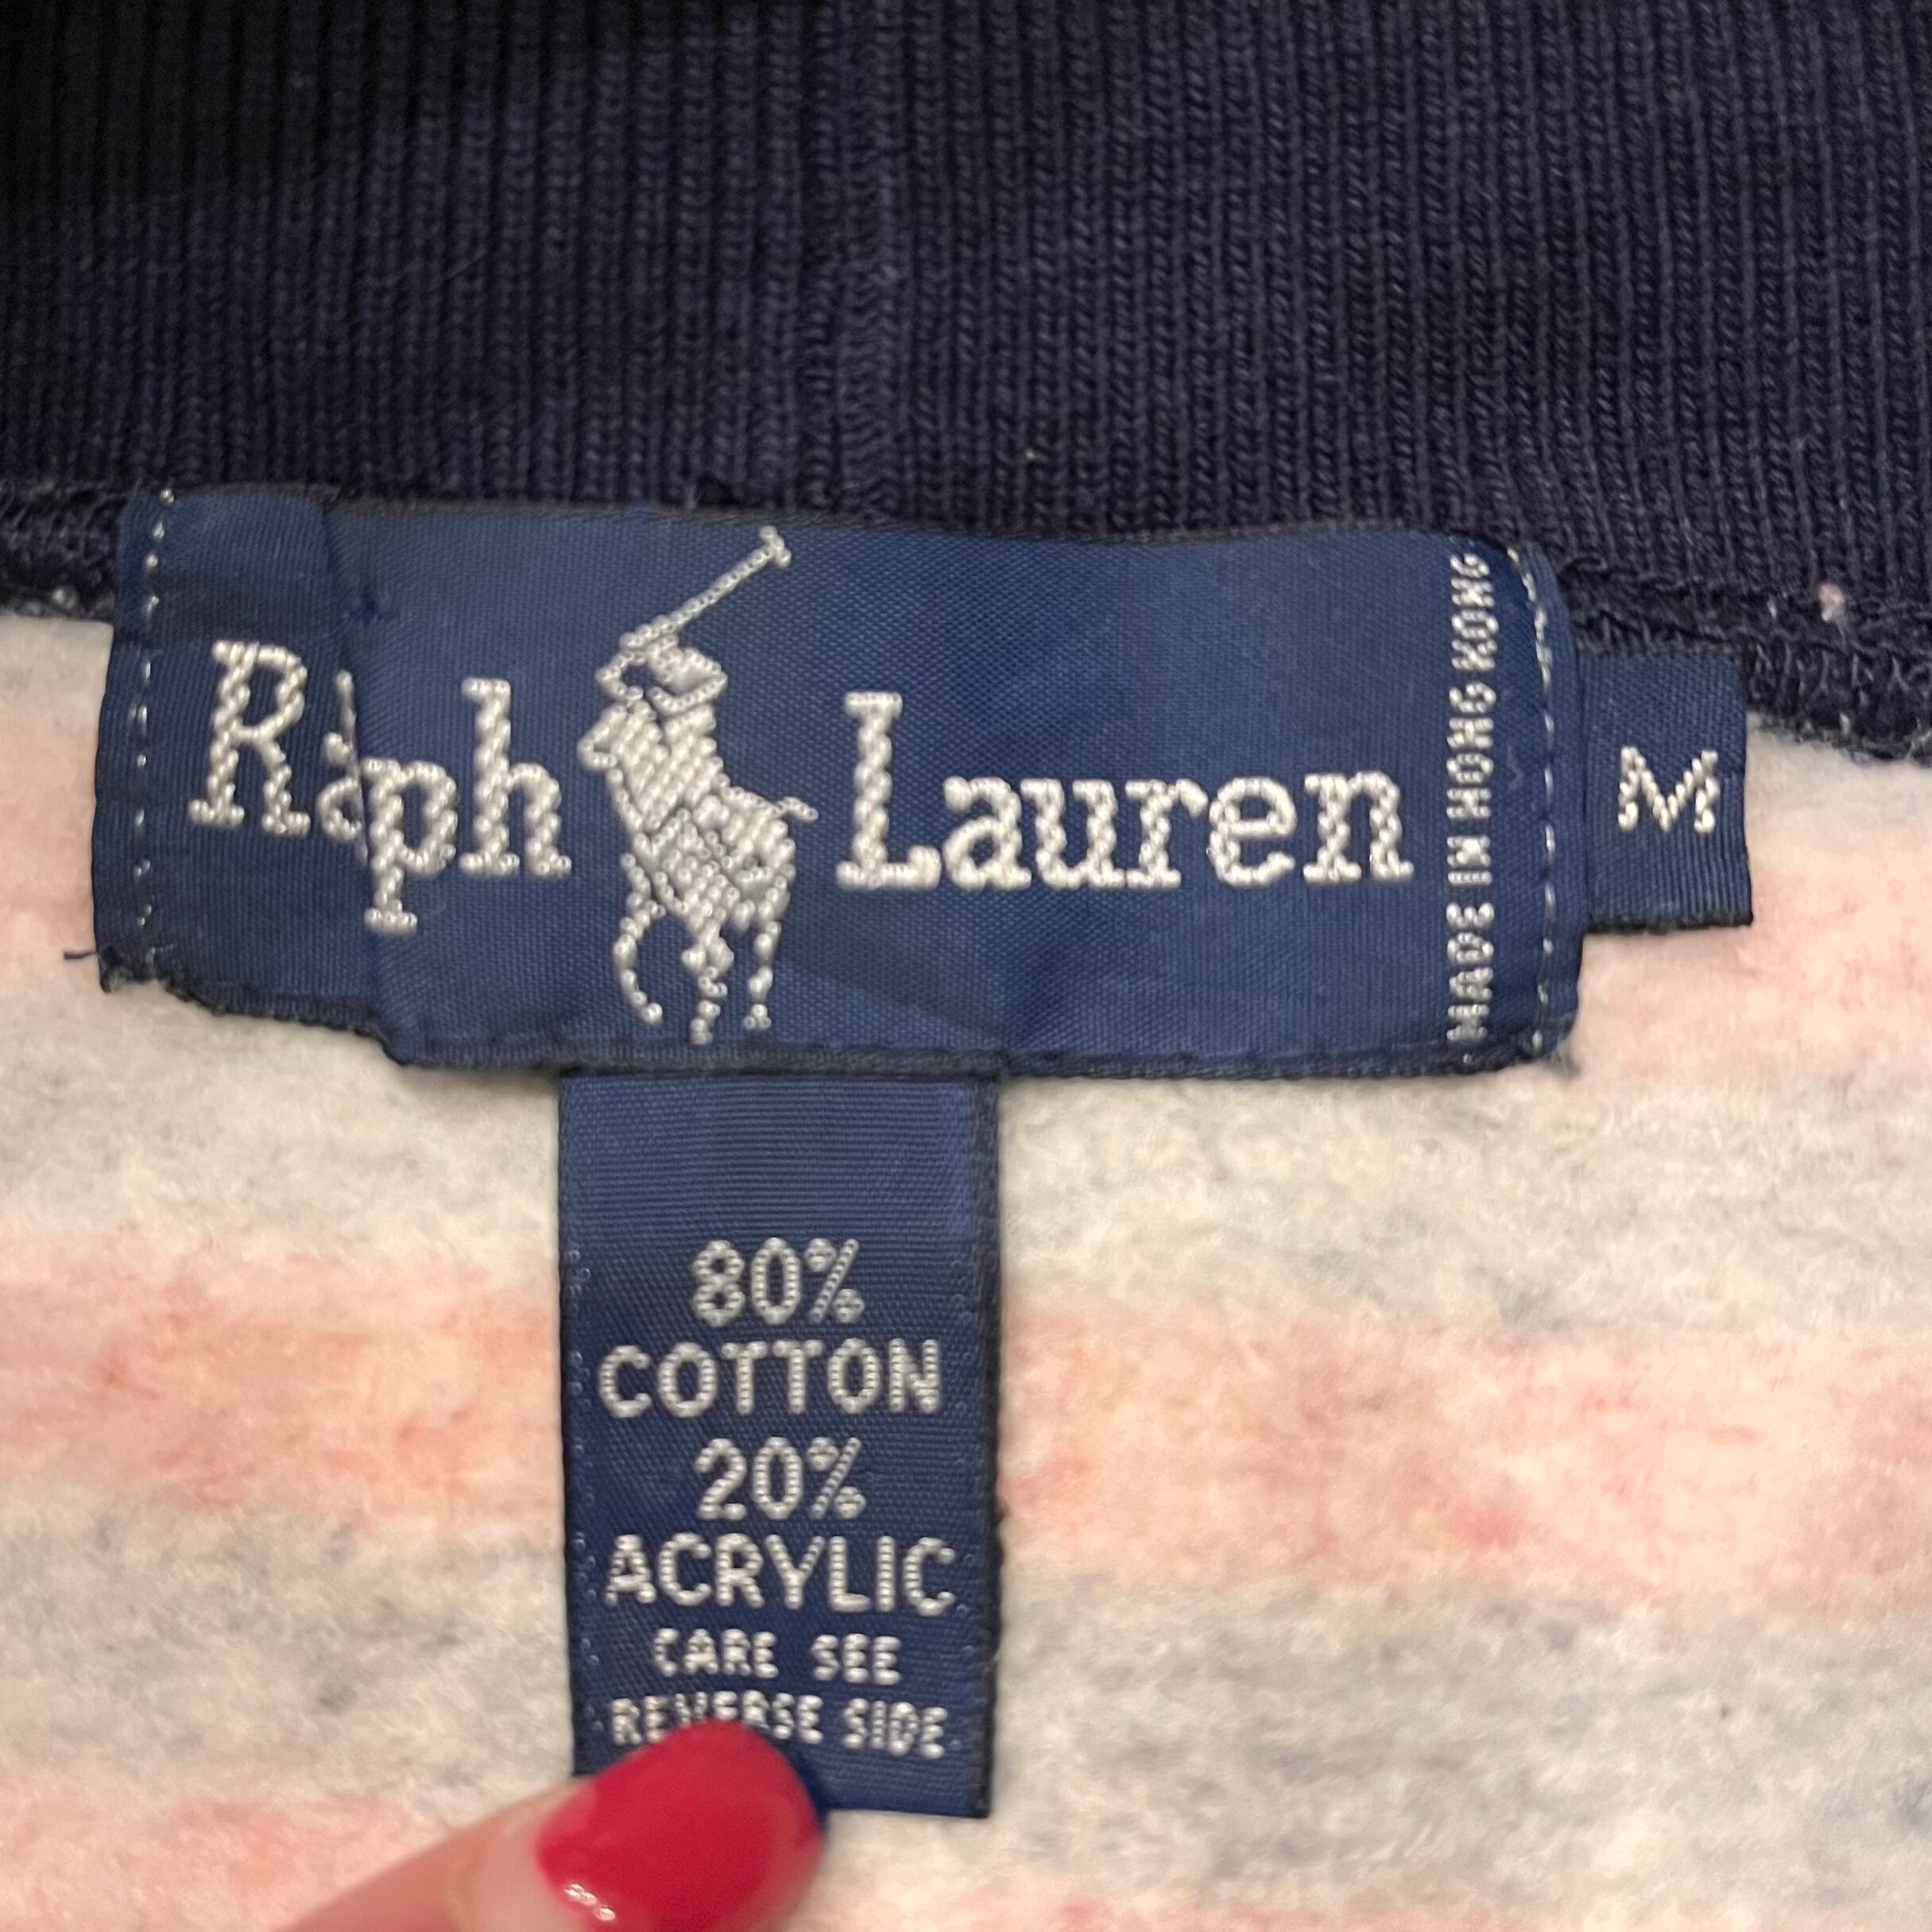 Ralph Lauren
MADE IN HONG KONG
M
80%
COTTON
20%
ACRYLIC
CARE SEE
REVERSE SIDE